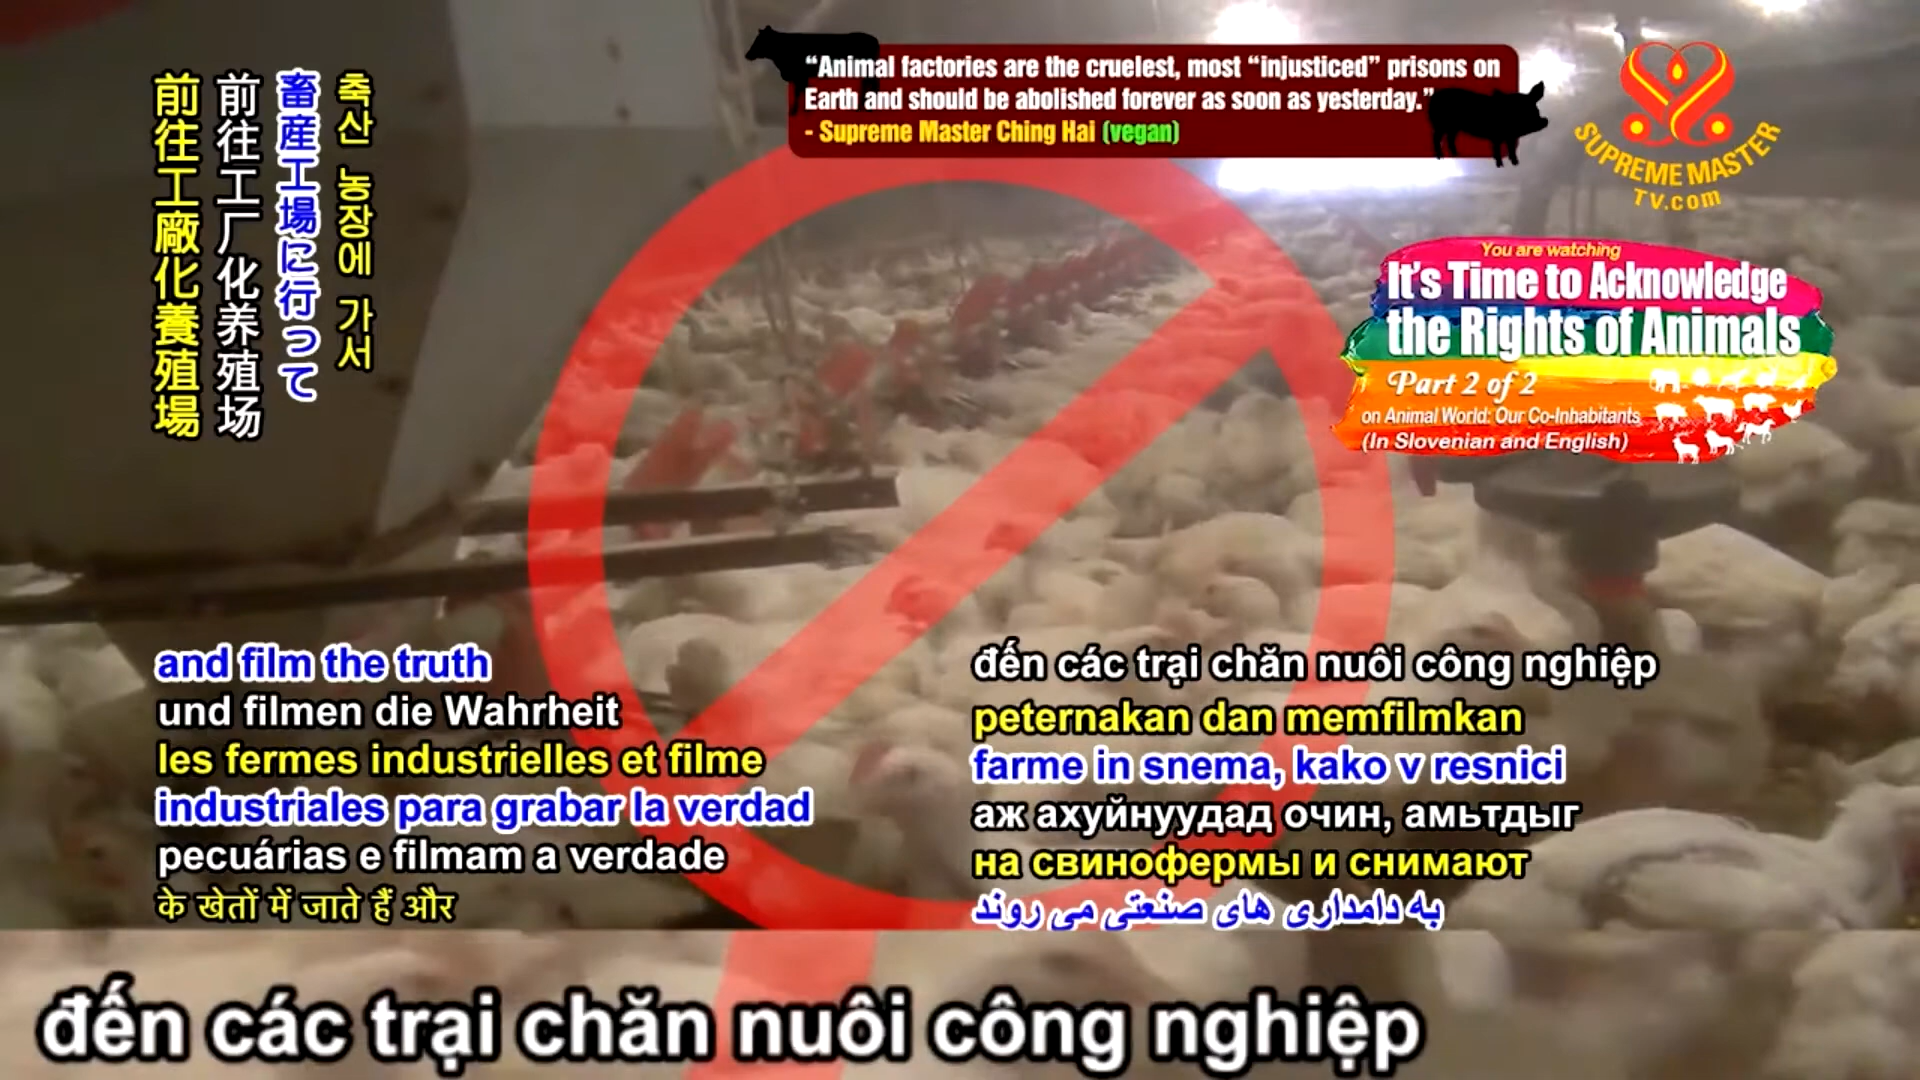 “Animal factories are the cruelest, most “injusticed” prisons on
Earth and should be abolished forever as soon as yesterday.”
- Supreme Master Ching Hai (vegan)
SUPREME MASTER
TV.com
You are watching
It's Time to Acknowledge
the Rights of Animals
Part 2 of 2
on Animal World: Our Co-Inhabitants
(In Slovenian and English)
축산 농장에 가서
畜産工場に行って
前往工厂化养殖场
前往工廠化養殖場
and film the truth
und filmen die Wahrheit
les fermes industrielles et filme
industriales para grabar la verdad
pecuárias e filmam a verdade
के खेतों में जाते हैं और
đến các trại chăn nuôi công nghiệp
peternakan dan memfilmkan
farme in snema, kako v resnici
аж ахуйнуудад очин, амьтдыг
на свинофермы и снимают
به دامداری های صنعتی می روند
đến các trại chăn nuôi công nghiệp